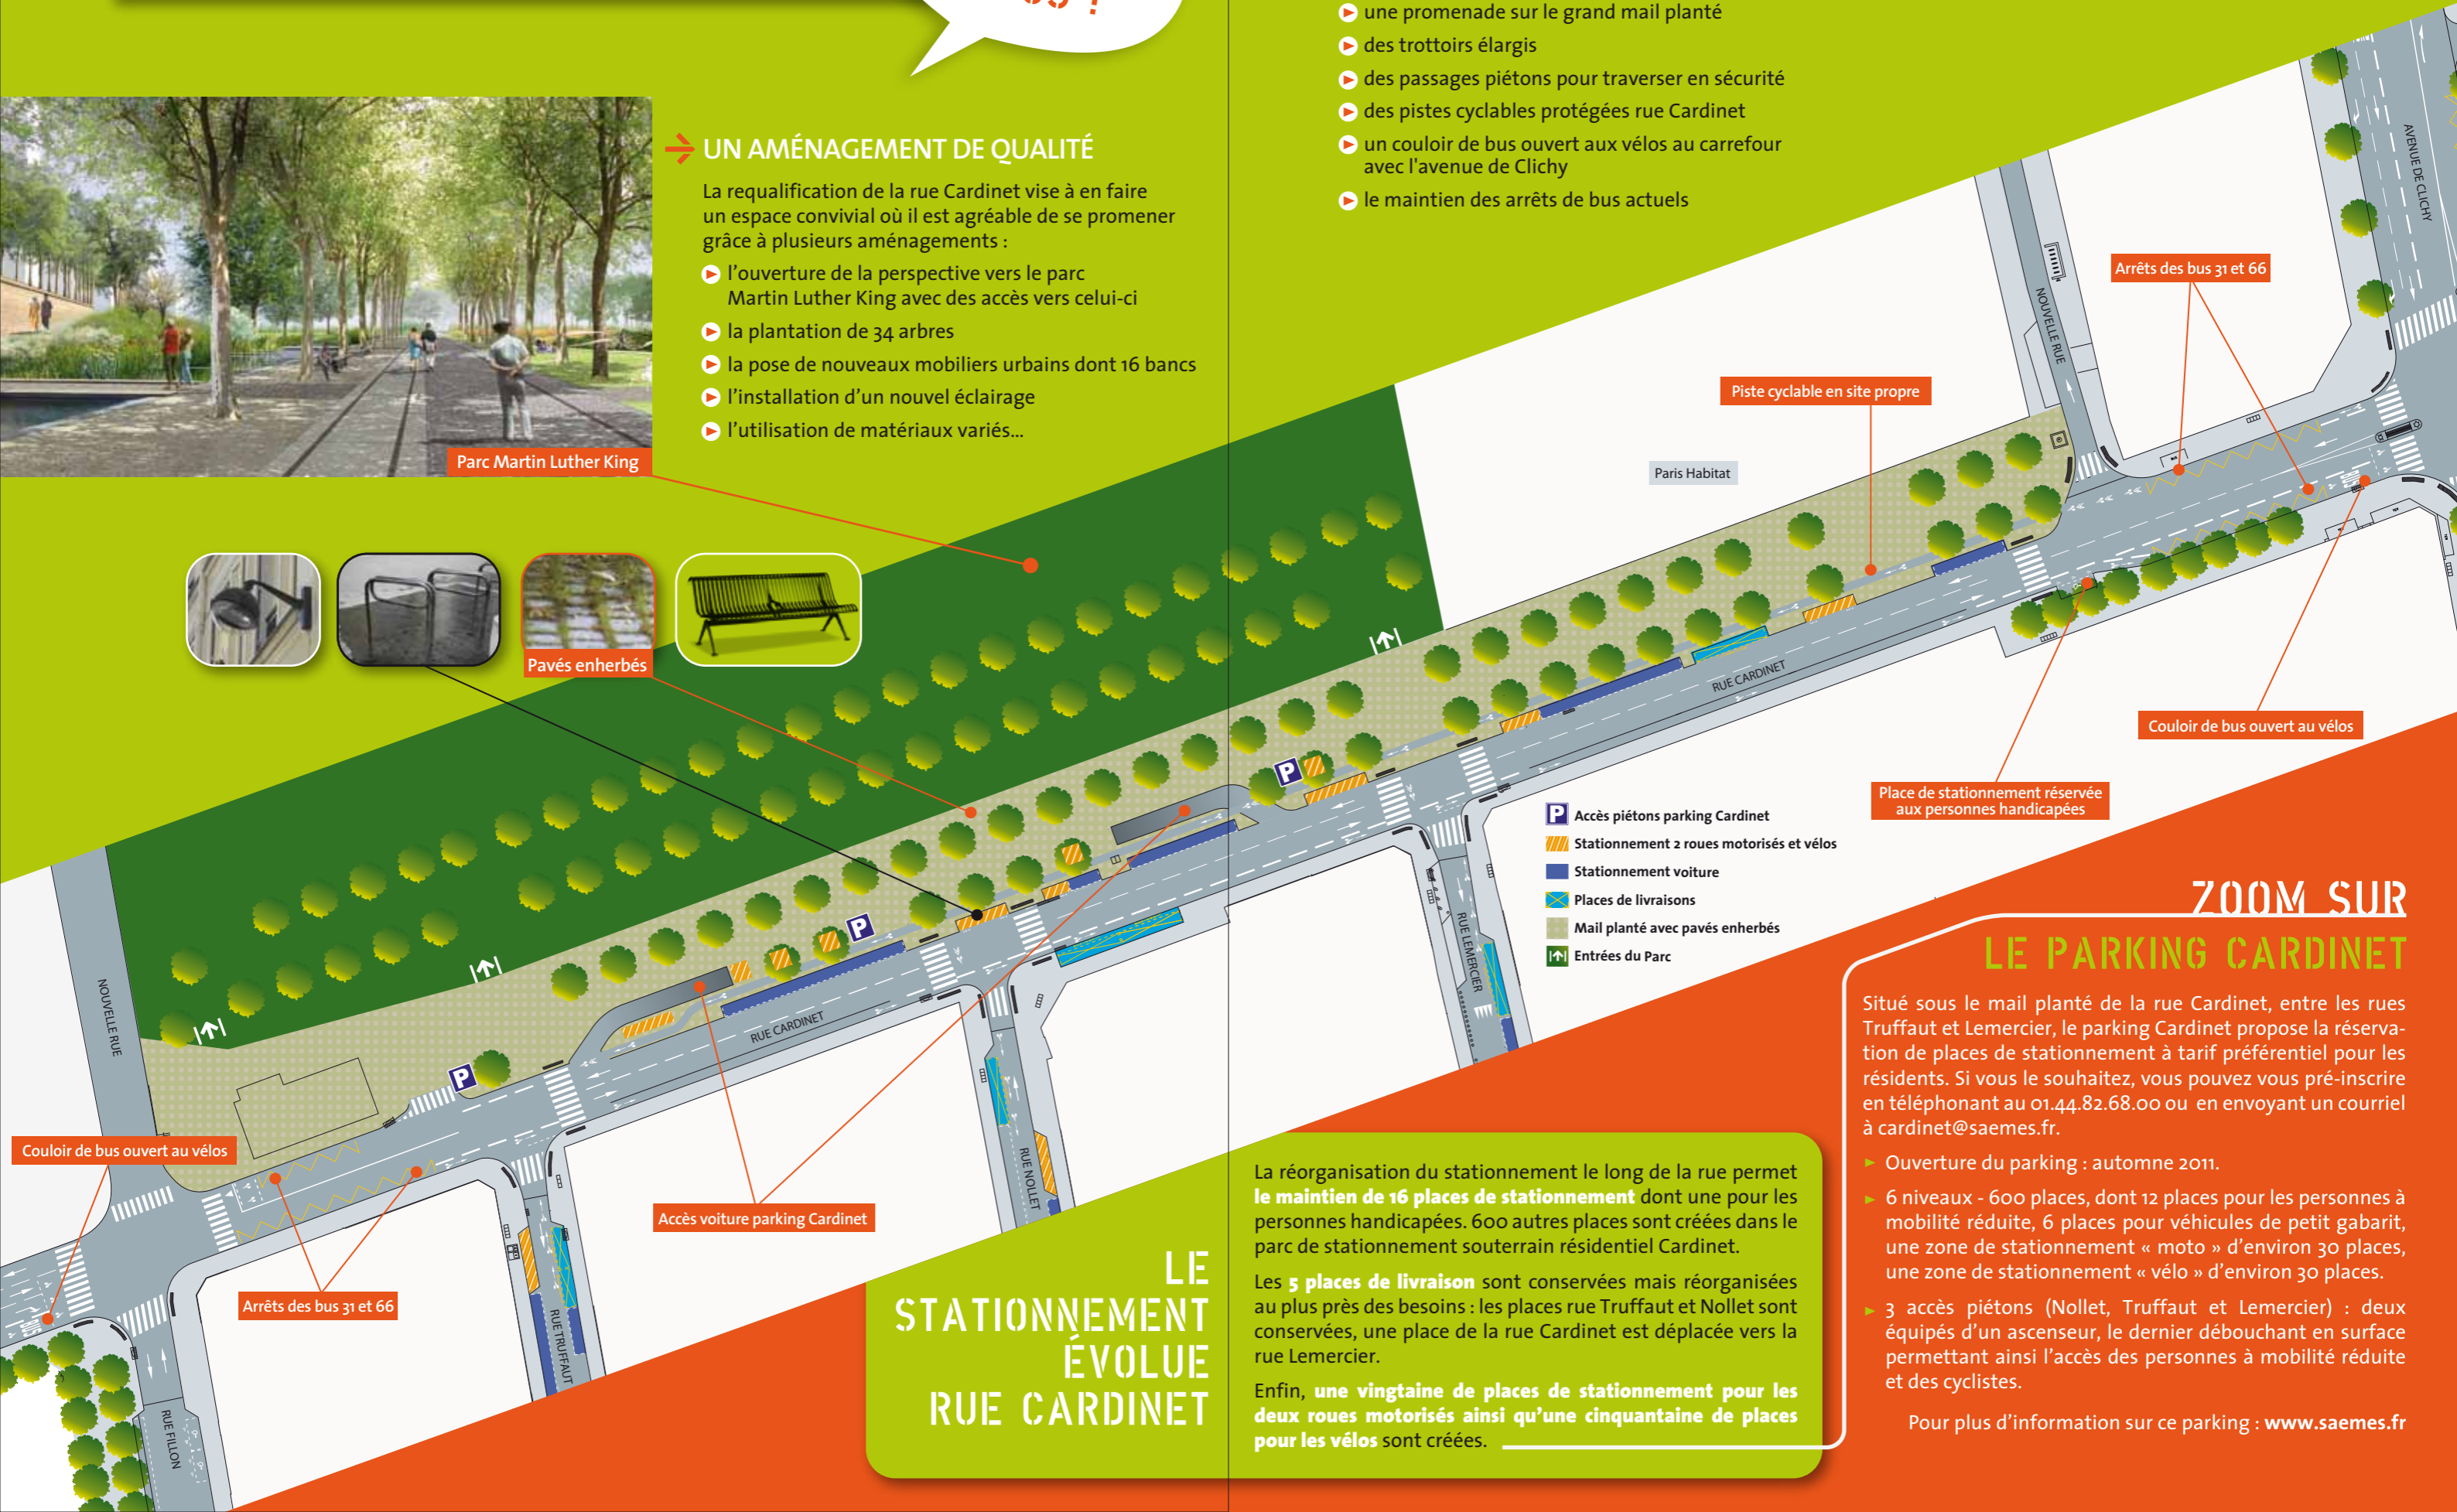 ➔ UN AMÉNAGEMENT DE QUALITÉ
La requalification de la rue Cardinet vise à en faire
un espace convivial où il est agréable de se promener
grâce à plusieurs aménagements :
l'ouverture de la perspective vers le parc
Martin Luther King avec des accès vers celui-ci
la plantation de 34 arbres
la pose de nouveaux mobiliers urbains dont 16 bancs
l'installation d'un nouvel éclairage
l'utilisation de matériaux variés...
Parc Martin Luther King
Pavés enherbés
une promenade sur le grand mail planté
des trottoirs élargis
des passages piétons pour traverser en sécurité
des pistes cyclables protégées rue Cardinet
un couloir de bus ouvert aux vélos au carrefour
avec l'avenue de Clichy
le maintien des arrêts de bus actuels
AVENUE DE CLICHY
Arrêts des bus 31 et 66
NOUVELLE RUE
Piste cyclable en site propre
Paris Habitat
RUE CARDINET
Couloir de bus ouvert au vélos
Place de stationnement réservée
aux personnes handicapées
P Accès piétons parking Cardinet
Stationnement 2 roues motorisés et vélos
Stationnement voiture
Places de livraisons
Mail planté avec pavés enherbés
Entrées du Parc
P
P
P
RUE LEMERCIER
NOUVELLE RUE
RUE CARDINET
RUE NOLLET
Couloir de bus ouvert au vélos
Accès voiture parking Cardinet
Arrêts des bus 31 et 66
RUE TRUFFAUT
RUE FILLON
LE
STATIONNEMENT
ÉVOLUE
RUE CARDINET
La réorganisation du stationnement le long de la rue permet
le maintien de 16 places de stationnement dont une pour les
personnes handicapées. 600 autres places sont créées dans le
parc de stationnement souterrain résidentiel Cardinet.
Les 5 places de livraison sont conservées mais réorganisées
au plus près des besoins : les places rue Truffaut et Nollet sont
conservées, une place de la rue Cardinet est déplacée vers la
rue Lemercier.
Enfin, une vingtaine de places de stationnement pour les
deux roues motorisés ainsi qu'une cinquantaine de places
pour les vélos sont créées.
ZOOM SUR
LE PARKING CARDINET
Situé sous le mail planté de la rue Cardinet, entre les rues
Truffaut et Lemercier, le parking Cardinet propose la réserva-
tion de places de stationnement à tarif préférentiel pour les
résidents. Si vous le souhaitez, vous pouvez vous pré-inscrire
en téléphonant au 01.44.82.68.00 ou en envoyant un courriel
à cardinet@saemes.fr.
Ouverture du parking : automne 2011.
6 niveaux - 600 places, dont 12 places pour les personnes à
mobilité réduite, 6 places pour véhicules de petit gabarit,
une zone de stationnement « moto » d'environ 30 places,
une zone de stationnement « vélo » d'environ 30 places.
3 accès piétons (Nollet, Truffaut et Lemercier) : deux
équipés d'un ascenseur, le dernier débouchant en surface
permettant ainsi l'accès des personnes à mobilité réduite
et des cyclistes.
Pour plus d'information sur ce parking : www.saemes.fr